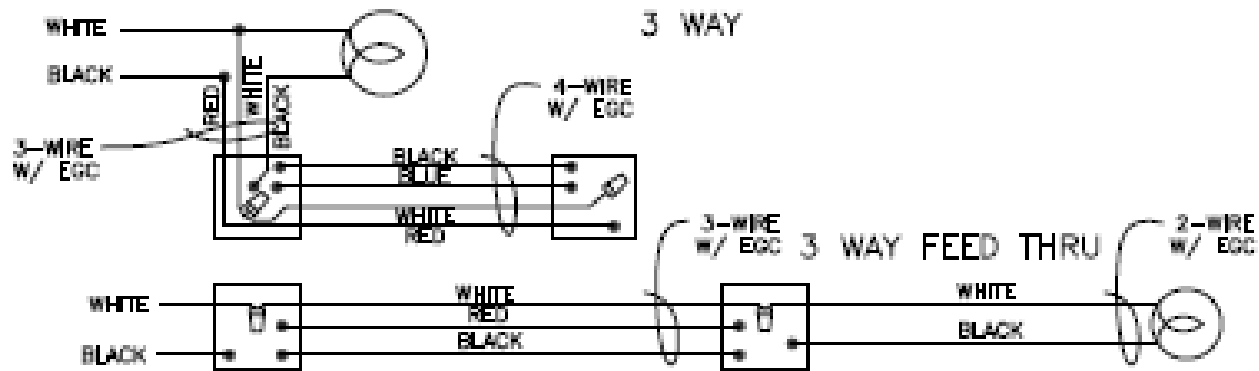 WHITE
3 WAY
BLACK
RED
WHITE
BLACK
4-WIRE
W/ EGC
3-WIRE
W/ EGC
BLACK
BLUE
WHITE
RED
3-WIRE
W/ EGC
3 WAY FEED THRU
2-WIRE
W/ EGC
WHITE
WHITE
RED
WHITE
BLACK
BLACK
BLACK